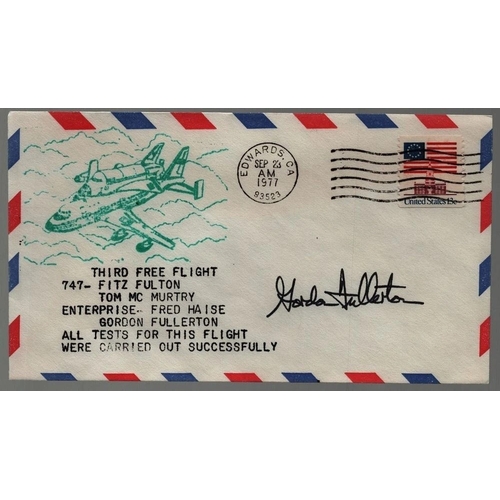 EDWARDS, CA
SEP 23
AM
1977
93523
United States 13c
THIRD FREE FLIGHT
747- FITZ FULTON
TOM MC MURTRY
ENTERPRISE- FRED HAISE
GORDON FULLERTON
ALL TESTS FOR THIS FLIGHT
WERE CARRIED OUT SUCCESSFULLY
Gordon Fullerton